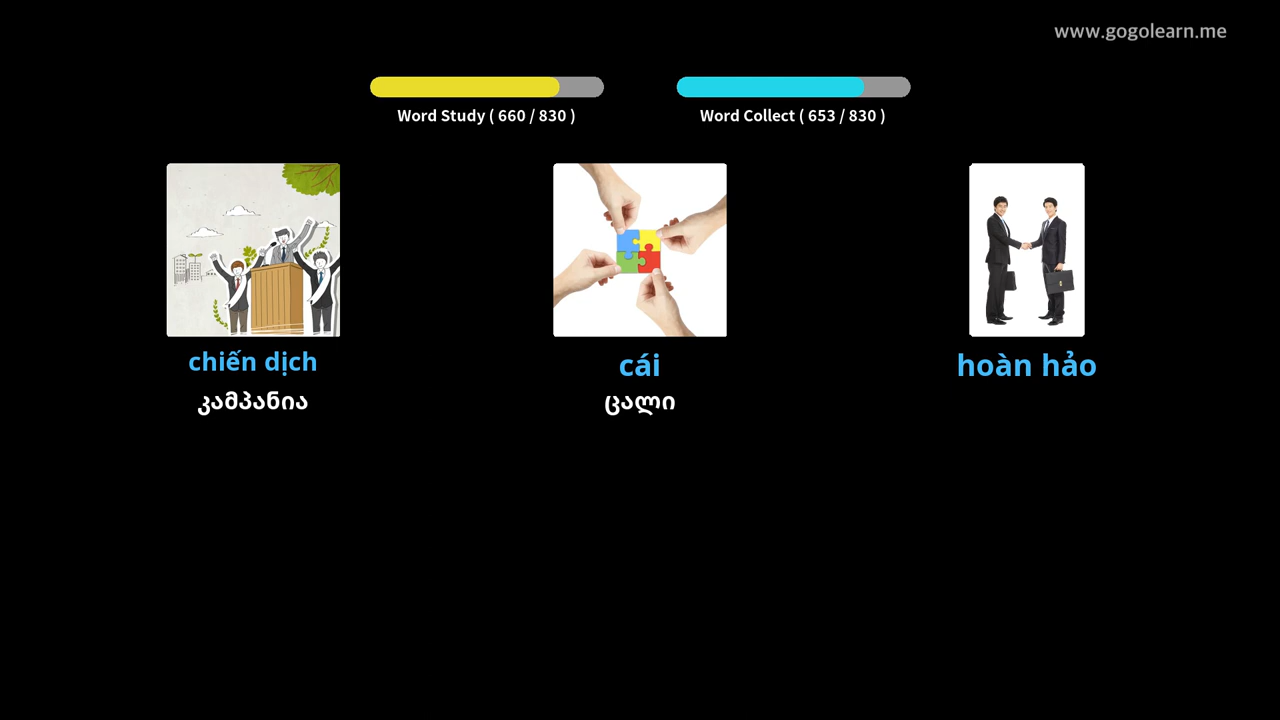 www.gogolearn.me
Word Study ( 660 / 830 )
Word Collect ( 653 / 830 )
chiến dịch
cái
hoàn hảo
კამპანია
ცალი